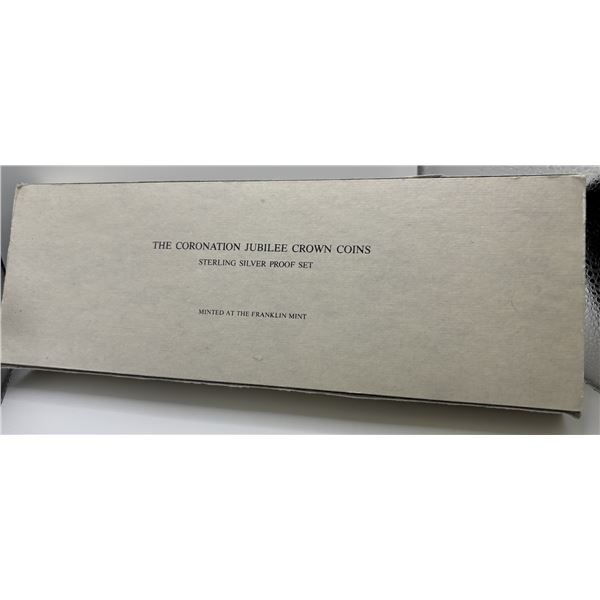 THE CORONATION JUBILEE CROWN COINS
STERLING SILVER PROOF SET
MINTED AT THE FRANKLIN MINT